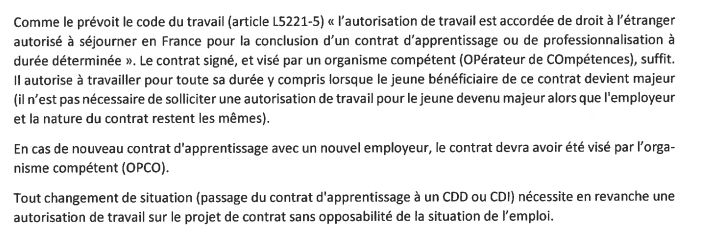 Comme le prévoit le code du travail (article L5221-5) « l'autorisation de travail est accordée de droit à l'étranger
autorisé à séjourner en France pour la conclusion d'un contrat d'apprentissage ou de professionnalisation à
durée déterminée ». Le contrat signé, et visé par un organisme compétent (OPérateur de COmpétences), suffit.
Il autorise à travailler pour toute sa durée y compris lorsque le jeune bénéficiaire de ce contrat devient majeur
(il n'est pas nécessaire de solliciter une autorisation de travail pour le jeune devenu majeur alors que l'employeur
et la nature du contrat restent les mêmes).
En cas de nouveau contrat d'apprentissage avec un nouvel employeur, le contrat devra avoir été visé par l'orga-
nisme compétent (OPCO).
Tout changement de situation (passage du contrat d'apprentissage à un CDD ou CDI) nécessite en revanche une
autorisation de travail sur le projet de contrat sans opposabilité de la situation de l'emploi.